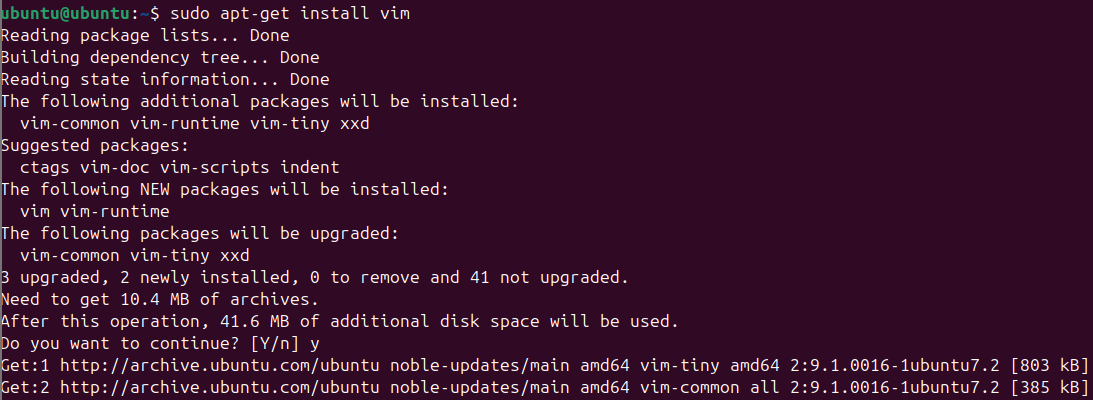 ubuntu@ubuntu:~$ sudo apt-get install vim
Reading package lists... Done
Building dependency tree... Done
Reading state information... Done
The following additional packages will be installed:
  vim-common vim-runtime vim-tiny xxd
Suggested packages:
  ctags vim-doc vim-scripts indent
The following NEW packages will be installed:
  vim vim-runtime
The following packages will be upgraded:
  vim-common vim-tiny xxd
3 upgraded, 2 newly installed, 0 to remove and 41 not upgraded.
Need to get 10.4 MB of archives.
After this operation, 41.6 MB of additional disk space will be used.
Do you want to continue? [Y/n] y
Get:1 http://archive.ubuntu.com/ubuntu noble-updates/main amd64 vim-tiny amd64 2:9.1.0016-1ubuntu7.2 [803 kB]
Get:2 http://archive.ubuntu.com/ubuntu noble-updates/main amd64 vim-common all 2:9.1.0016-1ubuntu7.2 [385 kB]